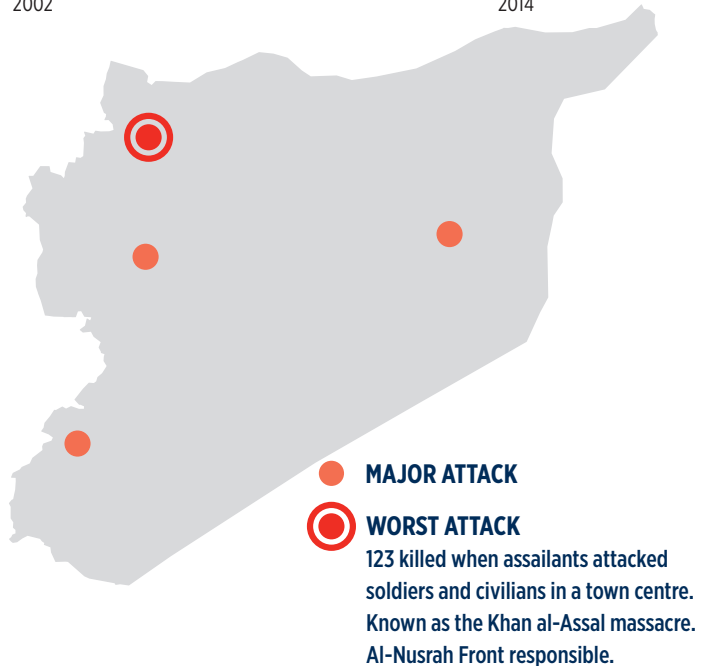 2002 2014
MAJOR ATTACK
WORST ATTACK
123 killed when assailants attacked
soldiers and civilians in a town centre.
Known as the Khan al-Assal massacre.
Al-Nusrah Front responsible.